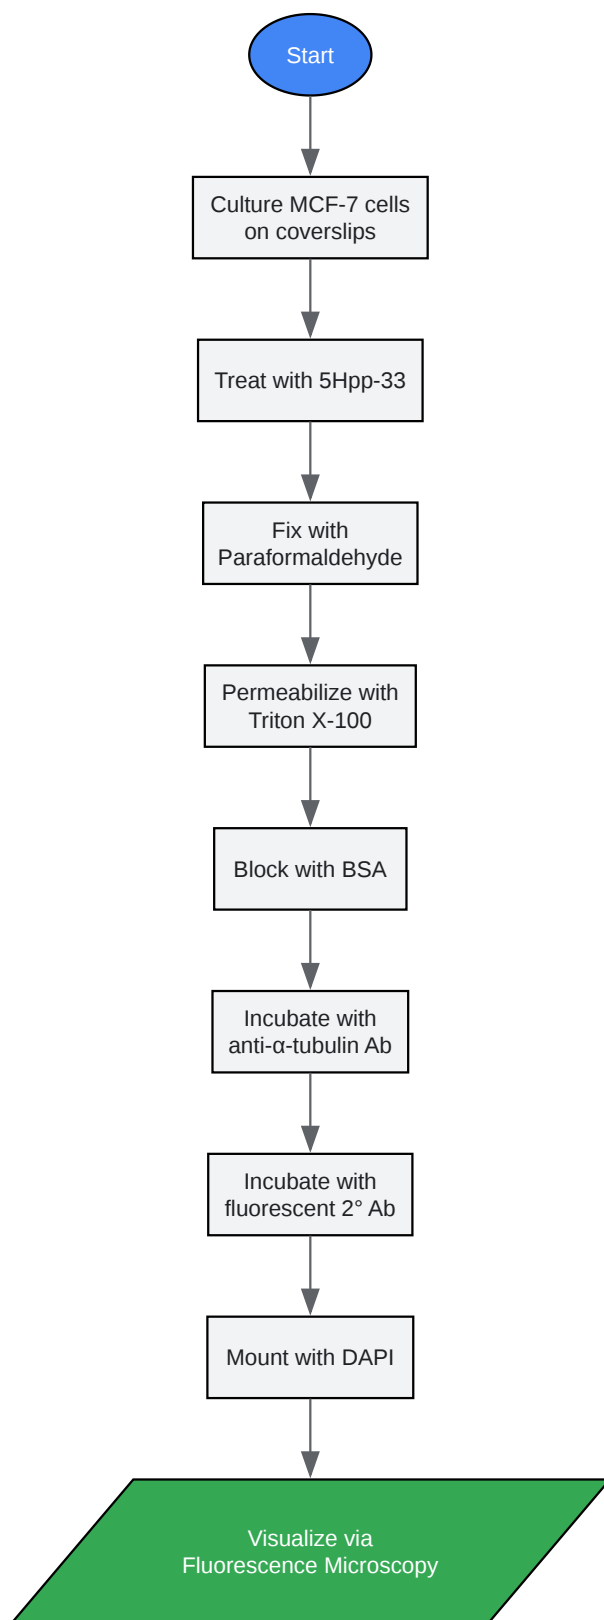 Start
Culture MCF-7 cells
on coverslips
Treat with 5Hpp-33
Fix with
Paraformaldehyde
Permeabilize with
Triton X-100
Block with BSA
Incubate with
anti-α-tubulin Ab
Incubate with
fluorescent 2° Ab
Mount with DAPI
Visualize via
Fluorescence Microscopy